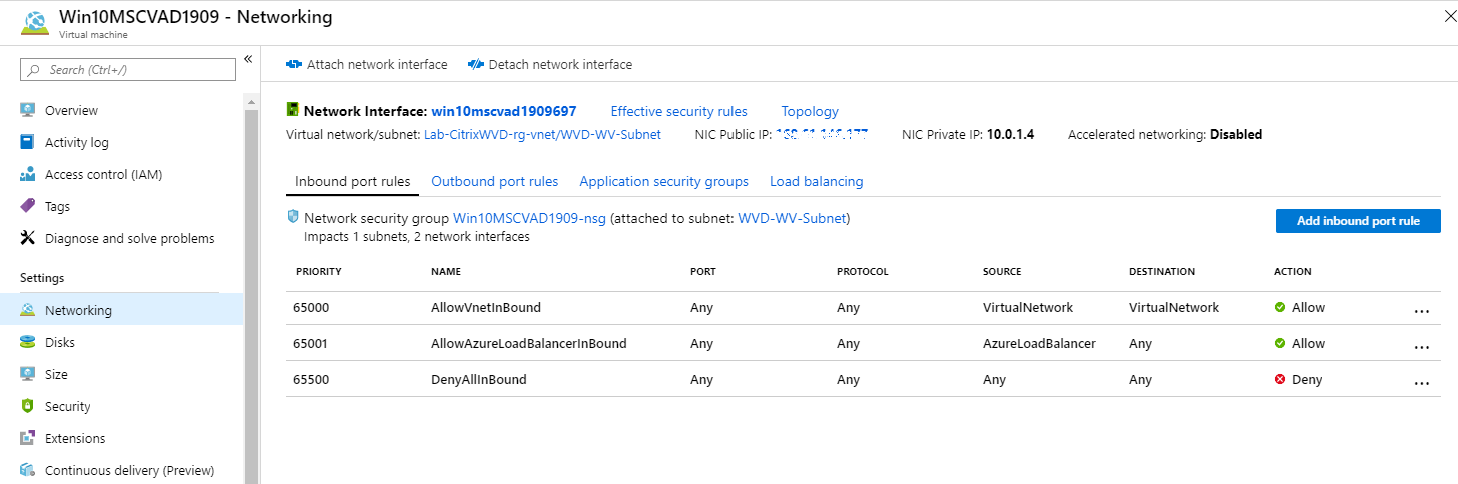 Win10MSCVAD1909 - Networking
Virtual machine
Search (Ctrl+/)
Overview
Activity log
Access control (IAM)
Tags
Diagnose and solve problems
Settings
Networking
Disks
Size
Security
Extensions
Continuous delivery (Preview)
Attach network interface Detach network interface
Network Interface: win10mscvad1909697 Effective security rules Topology
Virtual network/subnet: Lab-CitrixWVD-rg-vnet/WVD-WV-Subnet NIC Public IP: NIC Private IP: 10.0.1.4 Accelerated networking: Disabled
Inbound port rules Outbound port rules Application security groups Load balancing
Network security group Win10MSCVAD1909-nsg (attached to subnet: WVD-WV-Subnet)
Impacts 1 subnets, 2 network interfaces
Add inbound port rule
PRIORITY NAME PORT PROTOCOL SOURCE DESTINATION ACTION
65000 AllowVnetInBound Any Any VirtualNetwork VirtualNetwork Allow ...
65001 AllowAzureLoadBalancerInBound Any Any AzureLoadBalancer Any Allow ...
65500 DenyAllInBound Any Any Any Any Deny ...